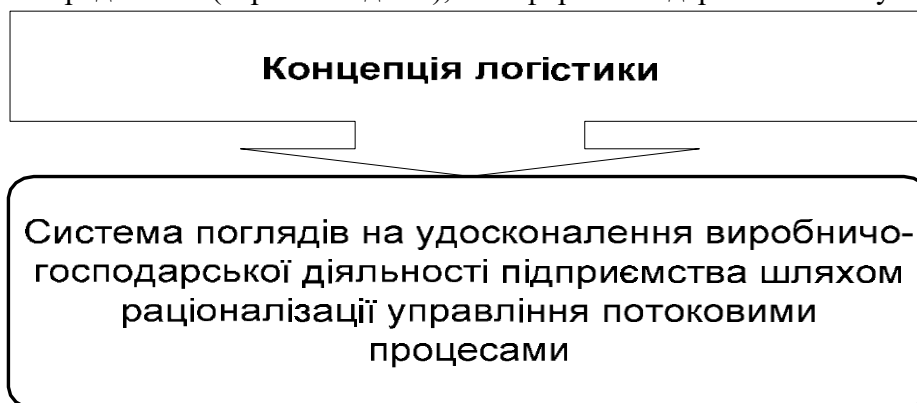 Концепція логістики
Система поглядів на удосконалення виробничо-
господарської діяльності підприємства шляхом
раціоналізації управління потоковими
процесами